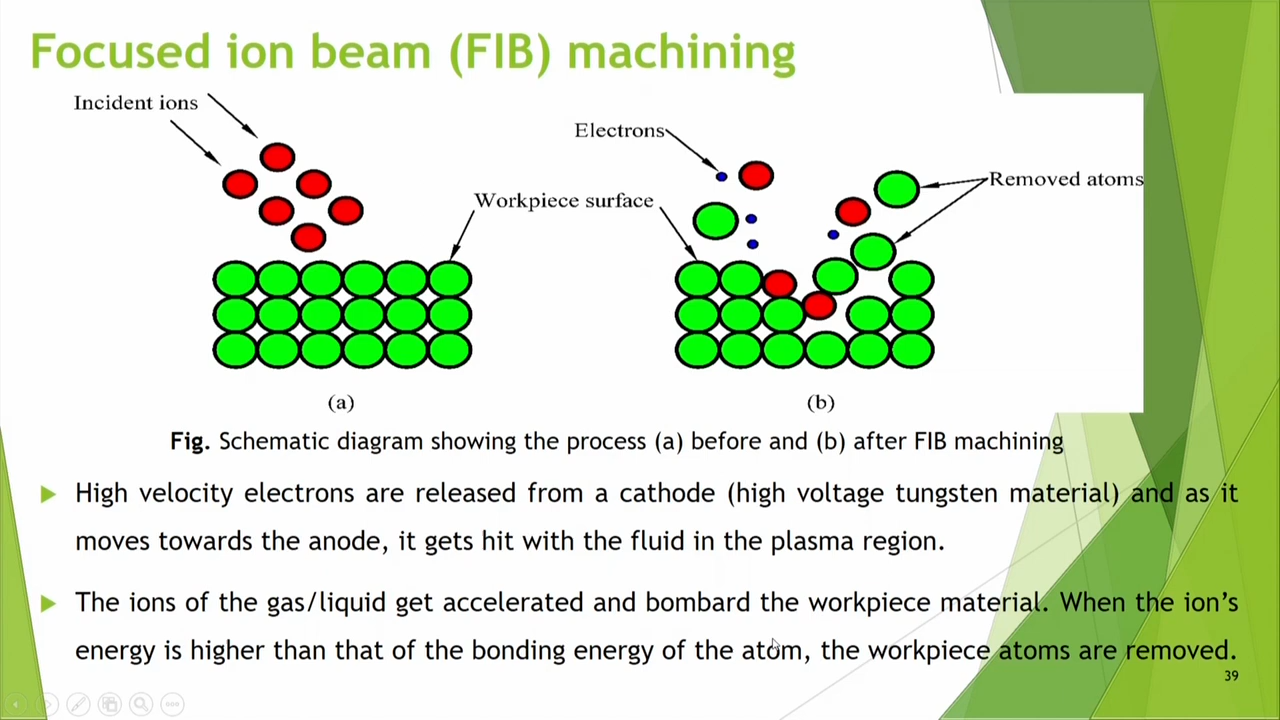 Focused ion beam (FIB) machining
Incident ions
Electrons
Removed atoms
Workpiece surface
(a)
(b)
Fig. Schematic diagram showing the process (a) before and (b) after FIB machining
High velocity electrons are released from a cathode (high voltage tungsten material) and as it
moves towards the anode, it gets hit with the fluid in the plasma region.
The ions of the gas/liquid get accelerated and bombard the workpiece material. When the ion’s
energy is higher than that of the bonding energy of the atom, the workpiece atoms are removed.
39